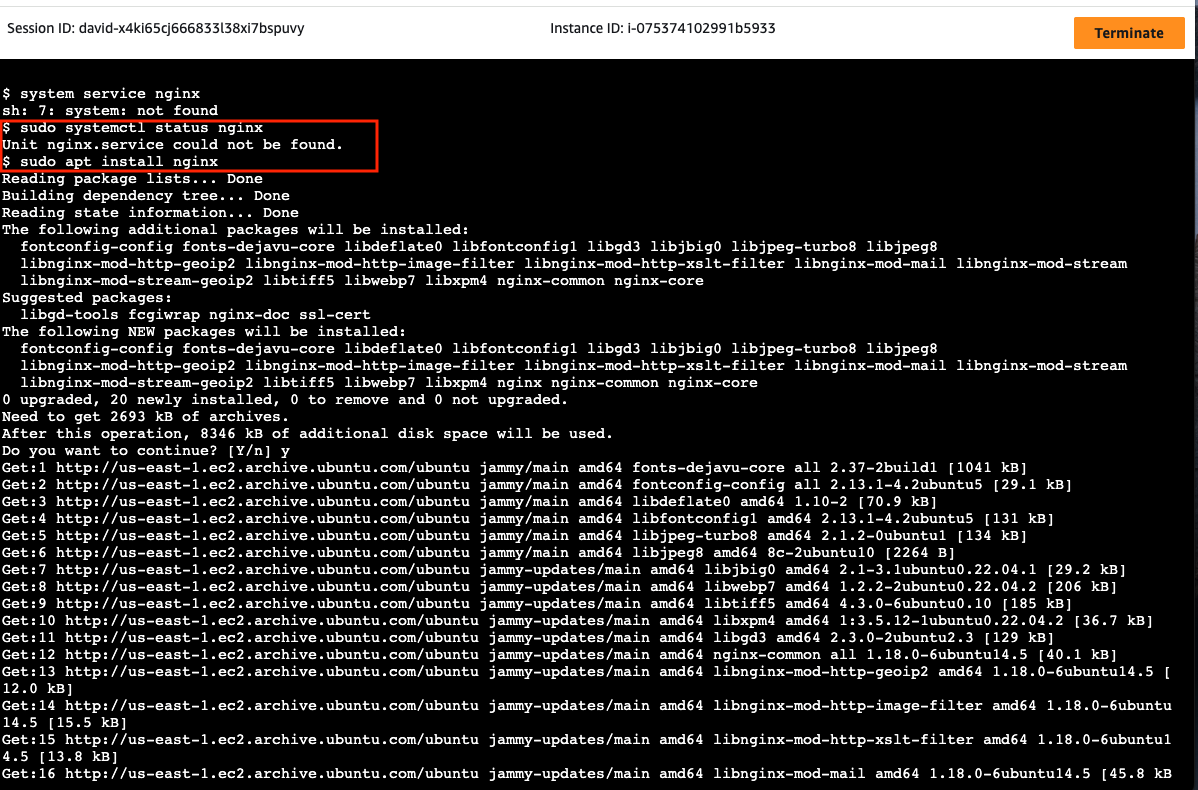 Session ID: david-x4ki65cj666833l38xi7bspuvy
Instance ID: i-075374102991b5933
Terminate
$ system service nginx
sh: 7: system: not found
$ sudo systemctl status nginx
Unit nginx.service could not be found.
$ sudo apt install nginx
Reading package lists... Done
Building dependency tree... Done
Reading state information... Done
The following additional packages will be installed:
  fontconfig-config fonts-dejavu-core libdeflate0 libfontconfig1 libgd3 libjbig0 libjpeg-turbo8 libjpeg8
  libnginx-mod-http-geoip2 libnginx-mod-http-image-filter libnginx-mod-http-xslt-filter libnginx-mod-mail libnginx-mod-stream
  libnginx-mod-stream-geoip2 libtiff5 libwebp7 libxpm4 nginx-common nginx-core
Suggested packages:
  libgd-tools fcgiwrap nginx-doc ssl-cert
The following NEW packages will be installed:
  fontconfig-config fonts-dejavu-core libdeflate0 libfontconfig1 libgd3 libjbig0 libjpeg-turbo8 libjpeg8
  libnginx-mod-http-geoip2 libnginx-mod-http-image-filter libnginx-mod-http-xslt-filter libnginx-mod-mail libnginx-mod-stream
  libnginx-mod-stream-geoip2 libtiff5 libwebp7 libxpm4 nginx nginx-common nginx-core
0 upgraded, 20 newly installed, 0 to remove and 0 not upgraded.
Need to get 2693 kB of archives.
After this operation, 8346 kB of additional disk space will be used.
Do you want to continue? [Y/n] y
Get:1 http://us-east-1.ec2.archive.ubuntu.com/ubuntu jammy/main amd64 fonts-dejavu-core all 2.37-2build1 [1041 kB]
Get:2 http://us-east-1.ec2.archive.ubuntu.com/ubuntu jammy/main amd64 fontconfig-config all 2.13.1-4.2ubuntu5 [29.1 kB]
Get:3 http://us-east-1.ec2.archive.ubuntu.com/ubuntu jammy/main amd64 libdeflate0 amd64 1.10-2 [70.9 kB]
Get:4 http://us-east-1.ec2.archive.ubuntu.com/ubuntu jammy/main amd64 libfontconfig1 amd64 2.13.1-4.2ubuntu5 [131 kB]
Get:5 http://us-east-1.ec2.archive.ubuntu.com/ubuntu jammy/main amd64 libjpeg-turbo8 amd64 2.1.2-0ubuntu1 [134 kB]
Get:6 http://us-east-1.ec2.archive.ubuntu.com/ubuntu jammy/main amd64 libjpeg8 amd64 8c-2ubuntu10 [2264 B]
Get:7 http://us-east-1.ec2.archive.ubuntu.com/ubuntu jammy-updates/main amd64 libjbig0 amd64 2.1-3.1ubuntu0.22.04.1 [29.2 kB]
Get:8 http://us-east-1.ec2.archive.ubuntu.com/ubuntu jammy-updates/main amd64 libwebp7 amd64 1.2.2-2ubuntu0.22.04.2 [206 kB]
Get:9 http://us-east-1.ec2.archive.ubuntu.com/ubuntu jammy-updates/main amd64 libtiff5 amd64 4.3.0-6ubuntu0.10 [185 kB]
Get:10 http://us-east-1.ec2.archive.ubuntu.com/ubuntu jammy-updates/main amd64 libxpm4 amd64 1:3.5.12-1ubuntu0.22.04.2 [36.7 kB]
Get:11 http://us-east-1.ec2.archive.ubuntu.com/ubuntu jammy-updates/main amd64 libgd3 amd64 2.3.0-2ubuntu2.3 [129 kB]
Get:12 http://us-east-1.ec2.archive.ubuntu.com/ubuntu jammy-updates/main amd64 nginx-common all 1.18.0-6ubuntu14.5 [40.1 kB]
Get:13 http://us-east-1.ec2.archive.ubuntu.com/ubuntu jammy-updates/main amd64 libnginx-mod-http-geoip2 amd64 1.18.0-6ubuntu14.5 [
12.0 kB]
Get:14 http://us-east-1.ec2.archive.ubuntu.com/ubuntu jammy-updates/main amd64 libnginx-mod-http-image-filter amd64 1.18.0-6ubuntu
14.5 [15.5 kB]
Get:15 http://us-east-1.ec2.archive.ubuntu.com/ubuntu jammy-updates/main amd64 libnginx-mod-http-xslt-filter amd64 1.18.0-6ubuntu1
4.5 [13.8 kB]
Get:16 http://us-east-1.ec2.archive.ubuntu.com/ubuntu jammy-updates/main amd64 libnginx-mod-mail amd64 1.18.0-6ubuntu14.5 [45.8 kB